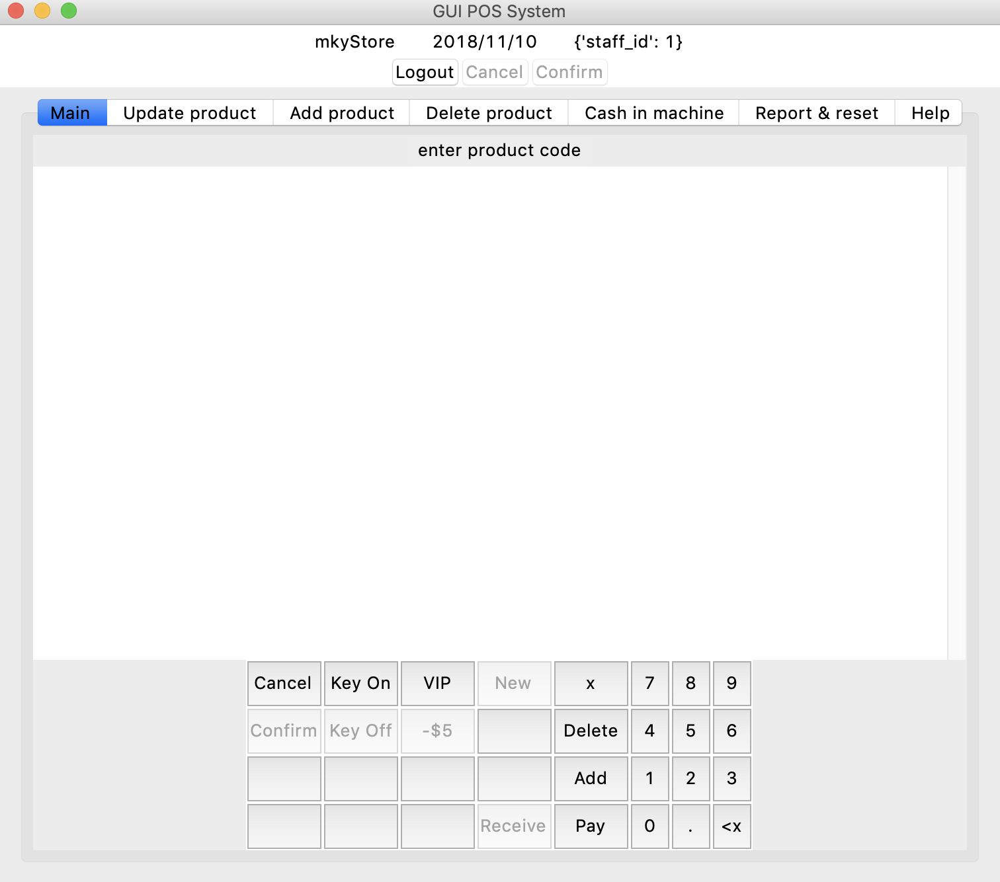 GUI POS System
mkyStore 2018/11/10 {'staff_id': 1}
Logout Cancel Confirm
Main Update product Add product Delete product Cash in machine Report & reset Help
enter product code
Cancel Key On VIP New x 7 8 9
Confirm Key Off -$5 Delete 4 5 6
Add 1 2 3
Receive Pay 0 . <x